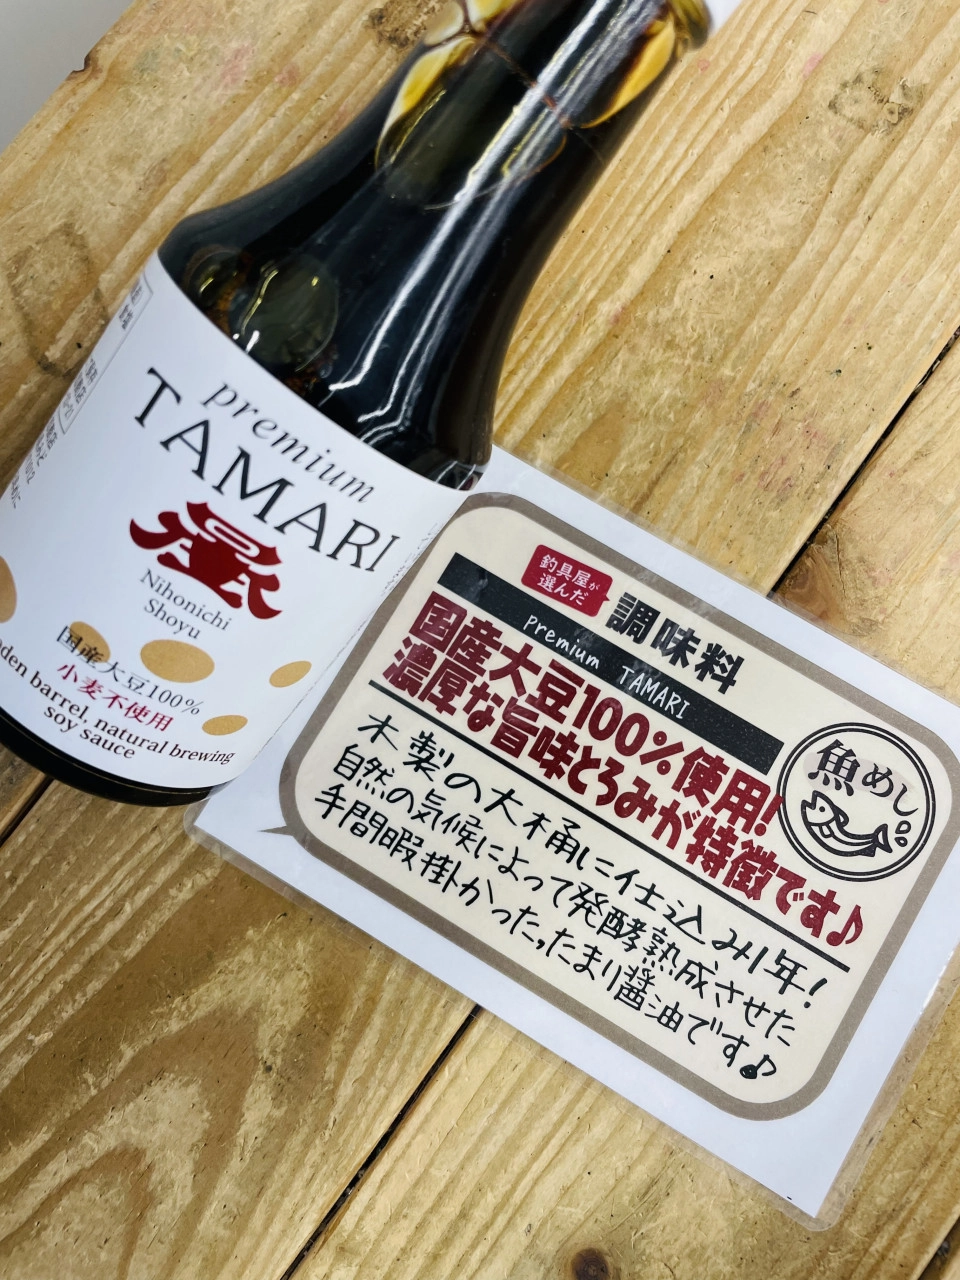 premium
TAMARI
Nihonichi
Shoyu
国産大豆100%
小麦不使用
barrel, natural brewing
soy sauce
釣具屋が
選んだ
調味料
premium TAMARI
国産大豆100%使用!
濃厚な旨味とろみが特徴です♪
魚めし
木製の大桶に仕込み1年!
自然の気候によって発酵熟成させた
手間暇掛かった,たまり醤油です♪